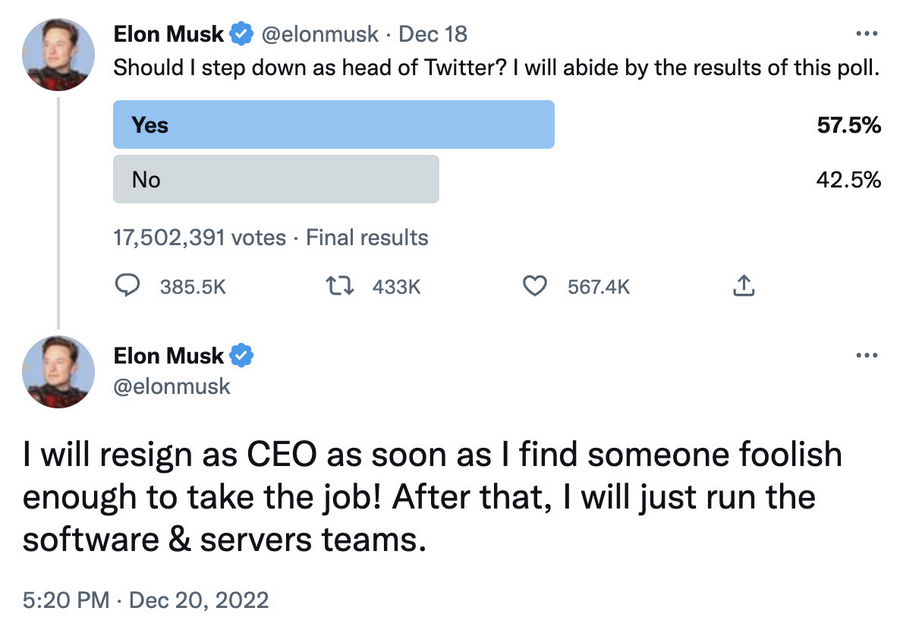 Elon Musk @elonmusk · Dec 18 ···
Should I step down as head of Twitter? I will abide by the results of this poll.
Yes 57.5%
No 42.5%
17,502,391 votes · Final results
385.5K 433K 567.4K
Elon Musk ···
@elonmusk
I will resign as CEO as soon as I find someone foolish
enough to take the job! After that, I will just run the
software & servers teams.
5:20 PM · Dec 20, 2022